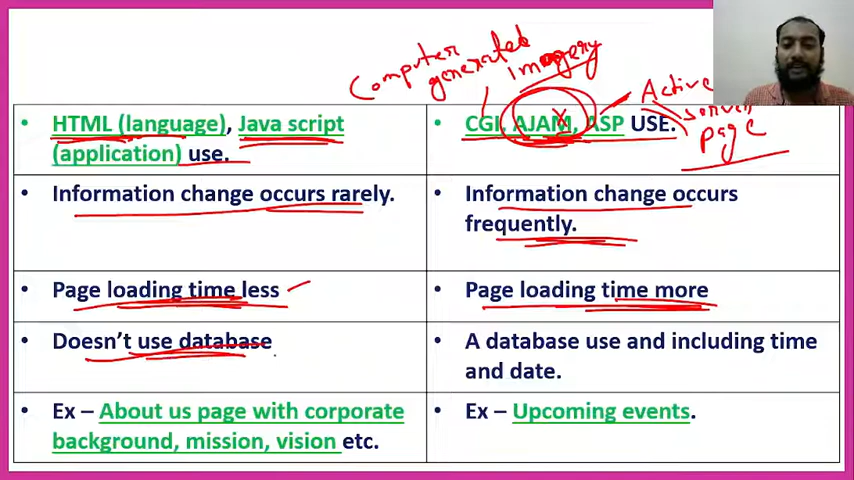 Computer
generated
imagery
Active
server
page
HTML (language), Java script
(application) use.
CGI, AJAM, ASP USE.
Information change occurs rarely.
Information change occurs
frequently.
Page loading time less
Page loading time more
Doesn't use database
A database use and including time
and date.
Ex – About us page with corporate
background, mission, vision etc.
Ex – Upcoming events.